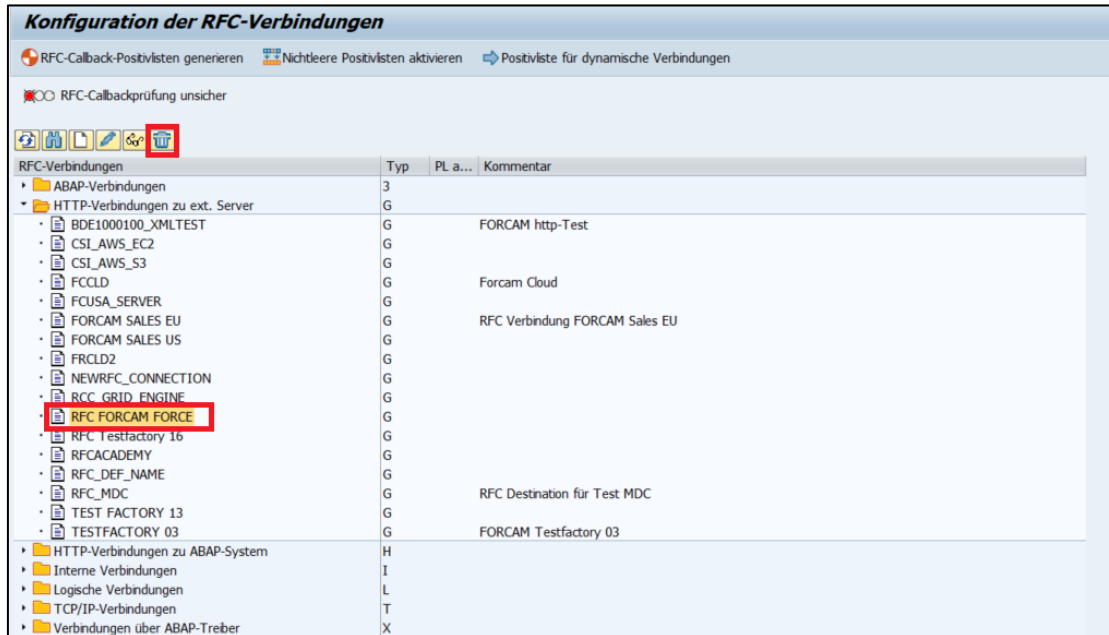 Konfiguration der RFC-Verbindungen
RFC-Callback-Positivlisten generieren Nichtleere Positivlisten aktivieren Positivliste für dynamische Verbindungen
RFC-Callbackprüfung unsicher
RFC-Verbindungen Typ PL a... Kommentar
ABAP-Verbindungen 3
HTTP-Verbindungen zu ext. Server G
BDE1000100_XMLTEST G FORCAM http-Test
CSI_AWS_EC2 G
CSI_AWS_S3 G
FCCLD G Forcam Cloud
FCUSA_SERVER G
FORCAM SALES EU G RFC Verbindung FORCAM Sales EU
FORCAM SALES US G
FRCLD2 G
NEWRFC_CONNECTION G
RCC_GRID_ENGINE G
RFC FORCAM FORCE G
RFC Testfactory 16 G
RFCACADEMY G
RFC_DEF_NAME G
RFC_MDC G RFC Destination für Test MDC
TEST FACTORY 13 G
TESTFACTORY 03 G FORCAM Testfactory 03
HTTP-Verbindungen zu ABAP-System H
Interne Verbindungen I
Logische Verbindungen L
TCP/IP-Verbindungen T
Verbindungen über ABAP-Treiber X